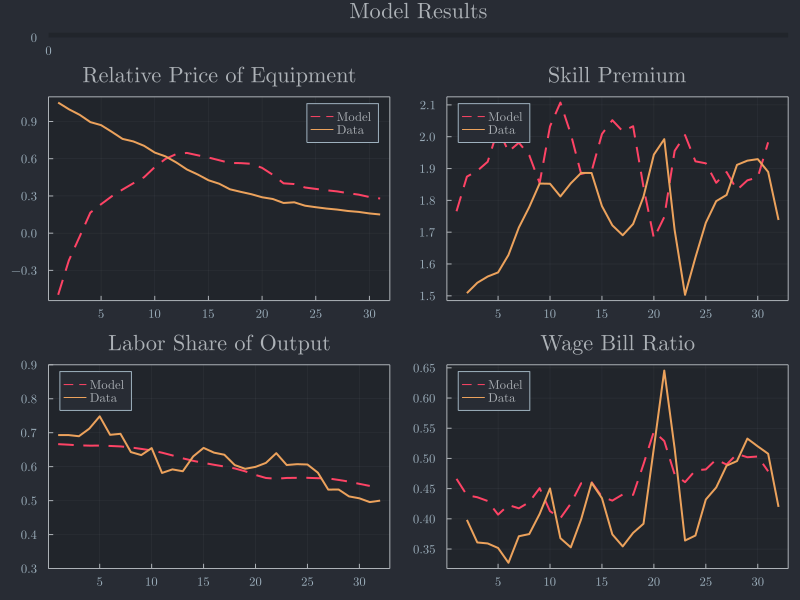 Model Results
0
0
Relative Price of Equipment
Skill Premium
0.9
0.6
0.3
0.0
−0.3
Model
Data
5 10 15 20 25 30
2.1
2.0
1.9
1.8
1.7
1.6
1.5
Model
Data
5 10 15 20 25 30
Labor Share of Output
Wage Bill Ratio
0.9
0.8
0.7
0.6
0.5
0.4
0.3
Model
Data
5 10 15 20 25 30
0.65
0.60
0.55
0.50
0.45
0.40
0.35
Model
Data
5 10 15 20 25 30